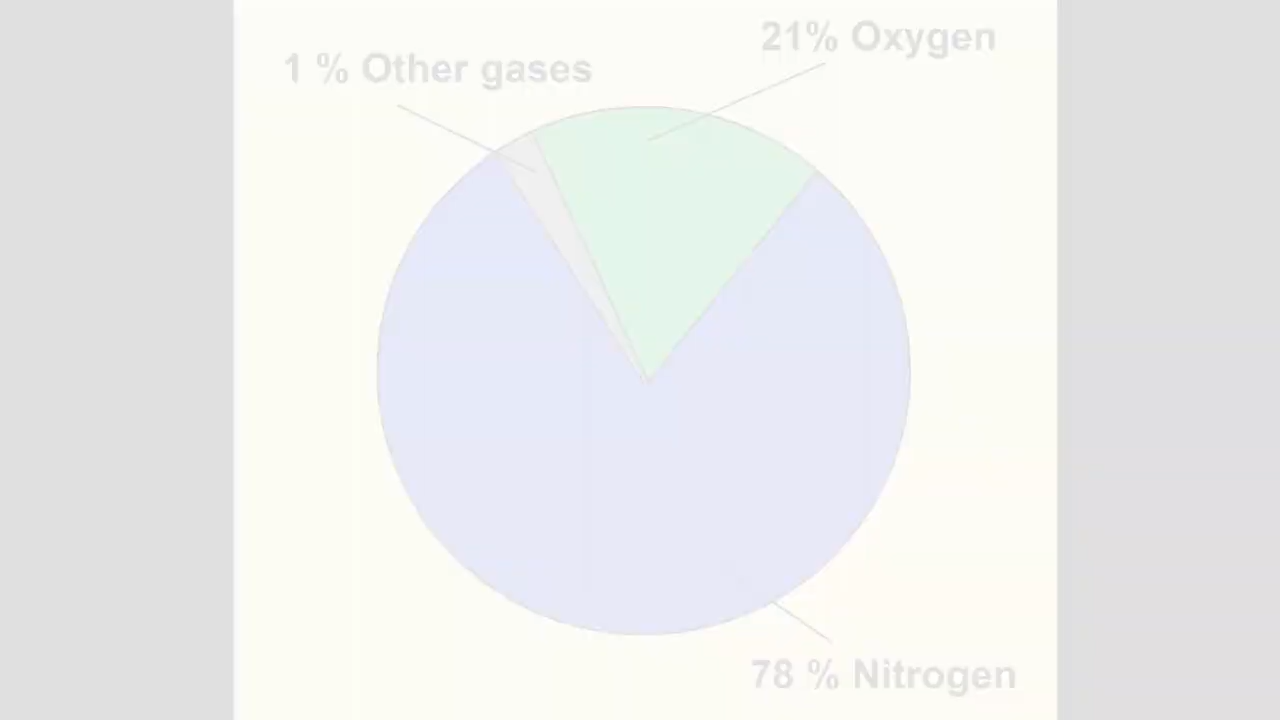 21% Oxygen
1 % Other gases
78 % Nitrogen